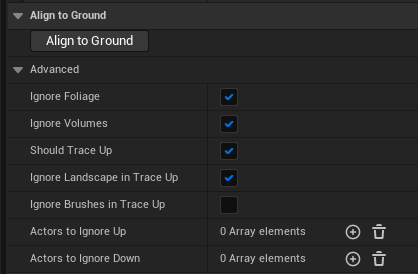 Align to Ground
Align to Ground
Advanced
Ignore Foliage
Ignore Volumes
Should Trace Up
Ignore Landscape in Trace Up
Ignore Brushes in Trace Up
Actors to Ignore Up 0 Array elements
Actors to Ignore Down 0 Array elements